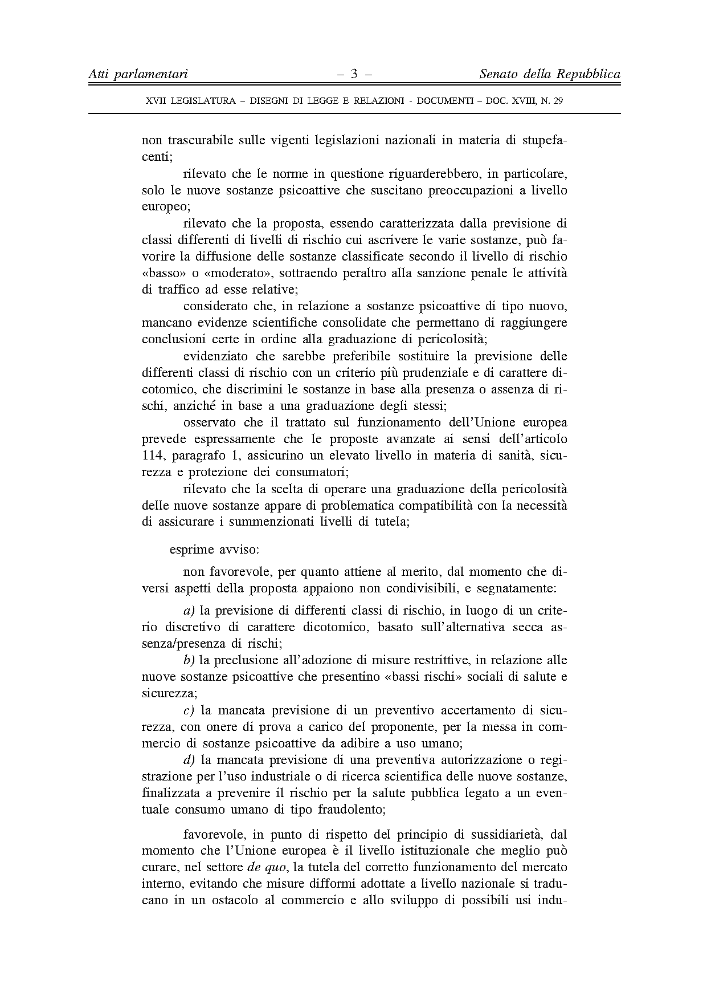 Atti parlamentari – 3 – Senato della Repubblica
XVII LEGISLATURA – DISEGNI DI LEGGE E RELAZIONI - DOCUMENTI – DOC. XVIII, N. 29
non trascurabile sulle vigenti legislazioni nazionali in materia di stupefa-
centi;
rilevato che le norme in questione riguarderebbero, in particolare,
solo le nuove sostanze psicoattive che suscitano preoccupazioni a livello
europeo;
rilevato che la proposta, essendo caratterizzata dalla previsione di
classi differenti di livelli di rischio cui ascrivere le varie sostanze, può fa-
vorire la diffusione delle sostanze classificate secondo il livello di rischio
«basso» o «moderato», sottraendo peraltro alla sanzione penale le attività
di traffico ad esse relative;
considerato che, in relazione a sostanze psicoattive di tipo nuovo,
mancano evidenze scientifiche consolidate che permettano di raggiungere
conclusioni certe in ordine alla graduazione di pericolosità;
evidenziato che sarebbe preferibile sostituire la previsione delle
differenti classi di rischio con un criterio più prudenziale e di carattere di-
cotomico, che discrimini le sostanze in base alla presenza o assenza di ri-
schi, anziché in base a una graduazione degli stessi;
osservato che il trattato sul funzionamento dell’Unione europea
prevede espressamente che le proposte avanzate ai sensi dell’articolo
114, paragrafo 1, assicurino un elevato livello in materia di sanità, sicu-
rezza e protezione dei consumatori;
rilevato che la scelta di operare una graduazione della pericolosità
delle nuove sostanze appare di problematica compatibilità con la necessità
di assicurare i summenzionati livelli di tutela;
esprime avviso:
non favorevole, per quanto attiene al merito, dal momento che di-
versi aspetti della proposta appaiono non condivisibili, e segnatamente:
a) la previsione di differenti classi di rischio, in luogo di un crite-
rio discretivo di carattere dicotomico, basato sull’alternativa secca as-
senza/presenza di rischi;
b) la preclusione all’adozione di misure restrittive, in relazione alle
nuove sostanze psicoattive che presentino «bassi rischi» sociali di salute e
sicurezza;
c) la mancata previsione di un preventivo accertamento di sicu-
rezza, con onere di prova a carico del proponente, per la messa in com-
mercio di sostanze psicoattive da adibire a uso umano;
d) la mancata previsione di una preventiva autorizzazione o regi-
strazione per l’uso industriale o di ricerca scientifica delle nuove sostanze,
finalizzata a prevenire il rischio per la salute pubblica legato a un even-
tuale consumo umano di tipo fraudolento;
favorevole, in punto di rispetto del principio di sussidiarietà, dal
momento che l’Unione europea è il livello istituzionale che meglio può
curare, nel settore de quo, la tutela del corretto funzionamento del mercato
interno, evitando che misure difformi adottate a livello nazionale si tradu-
cano in un ostacolo al commercio e allo sviluppo di possibili usi indu-